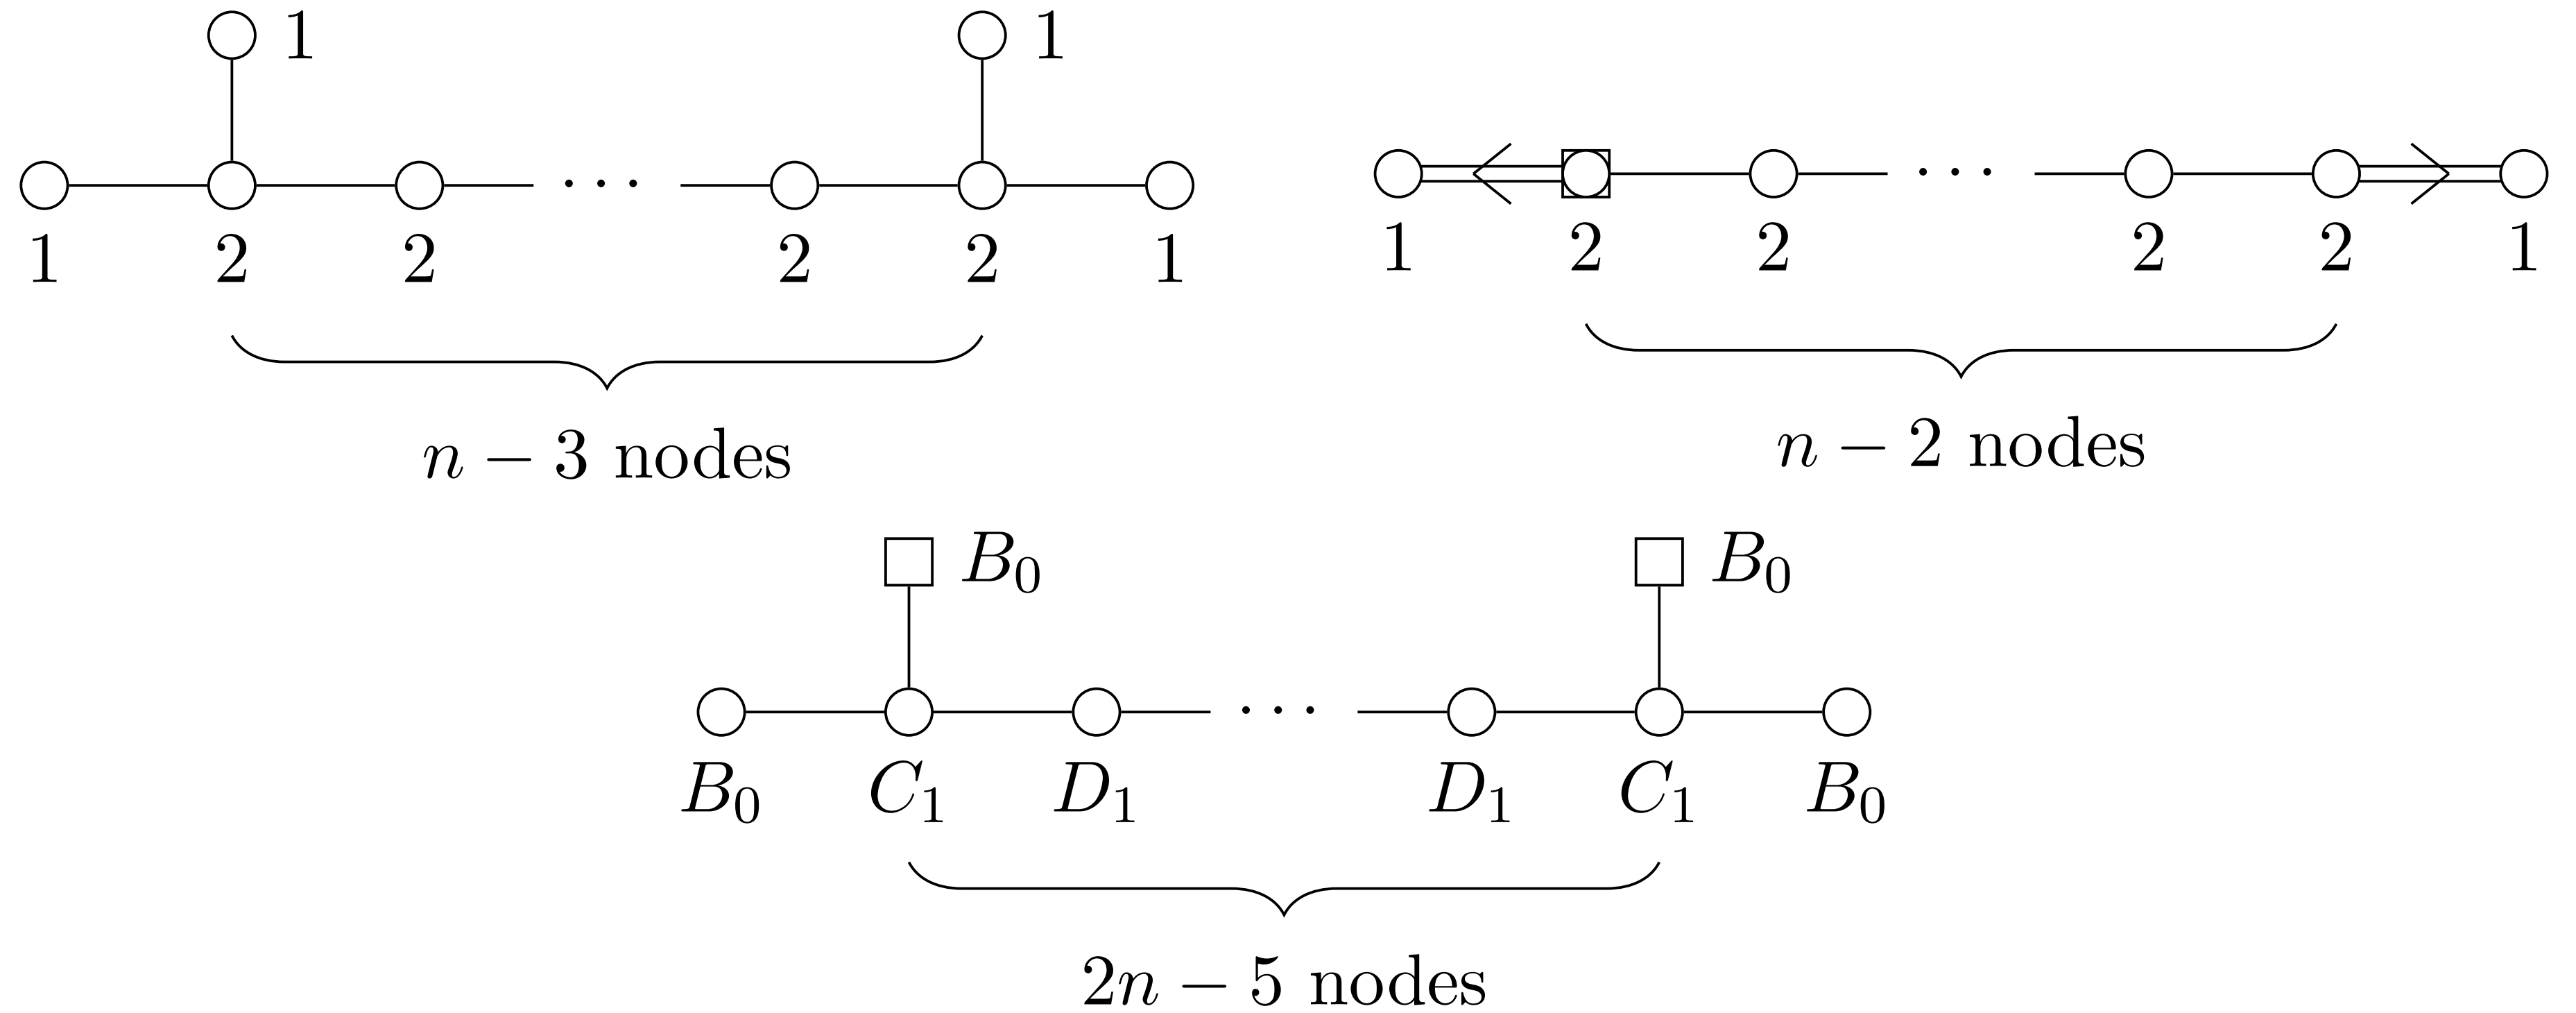 1 1
1 2 2 ··· 2 2 1
n − 3 nodes
1 2 2 ··· 2 2 1
n − 2 nodes
B₀ B₀
B₀ C₁ D₁ ··· D₁ C₁ B₀
2n − 5 nodes